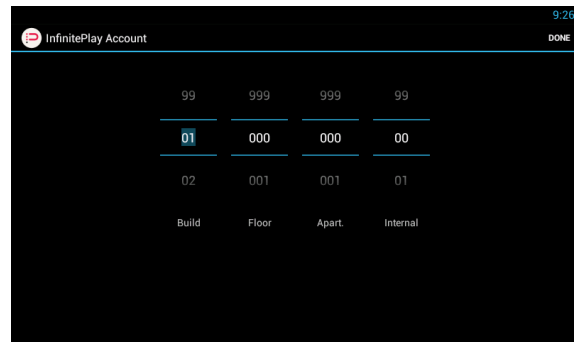 9:26
InfinitePlay Account DONE
99 999 999 99
01 000 000 00
02 001 001 01
Build Floor Apart. Internal